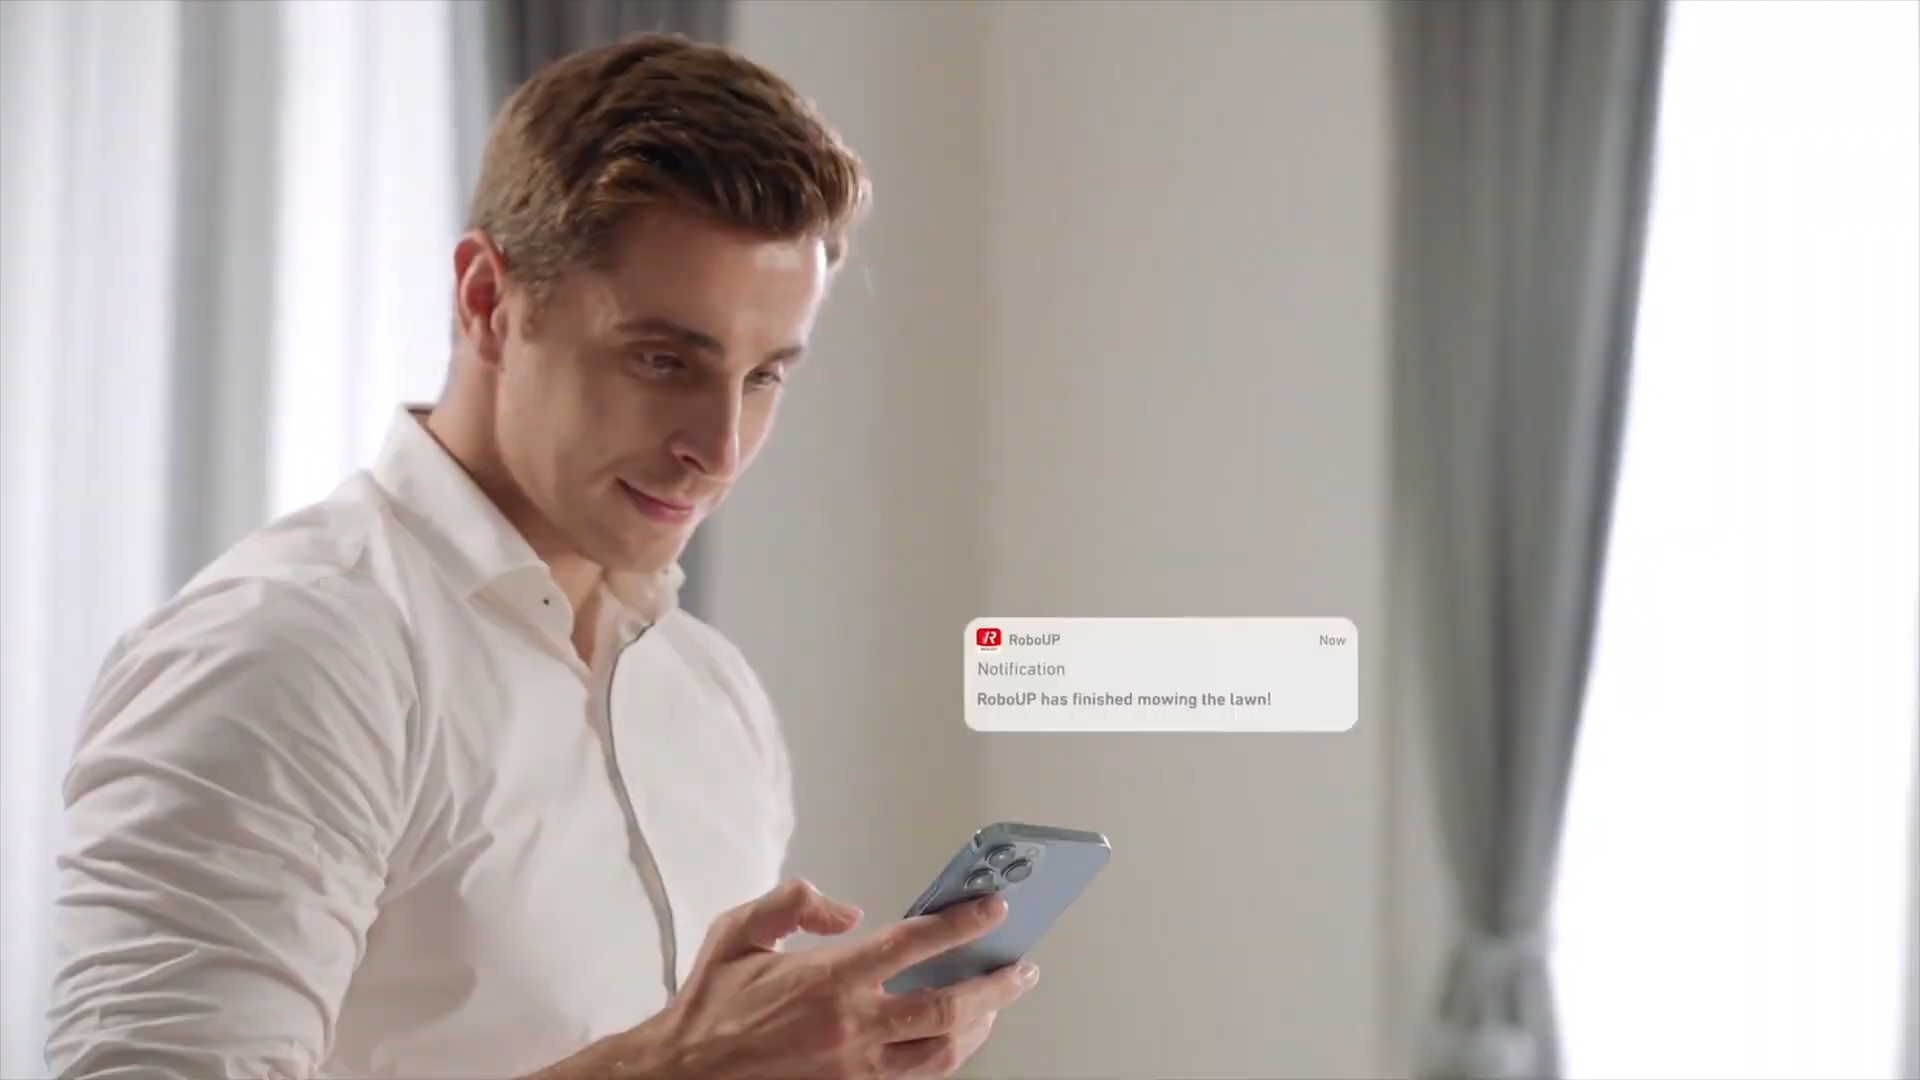 RoboUP Now
Notification
RoboUP has finished mowing the lawn!